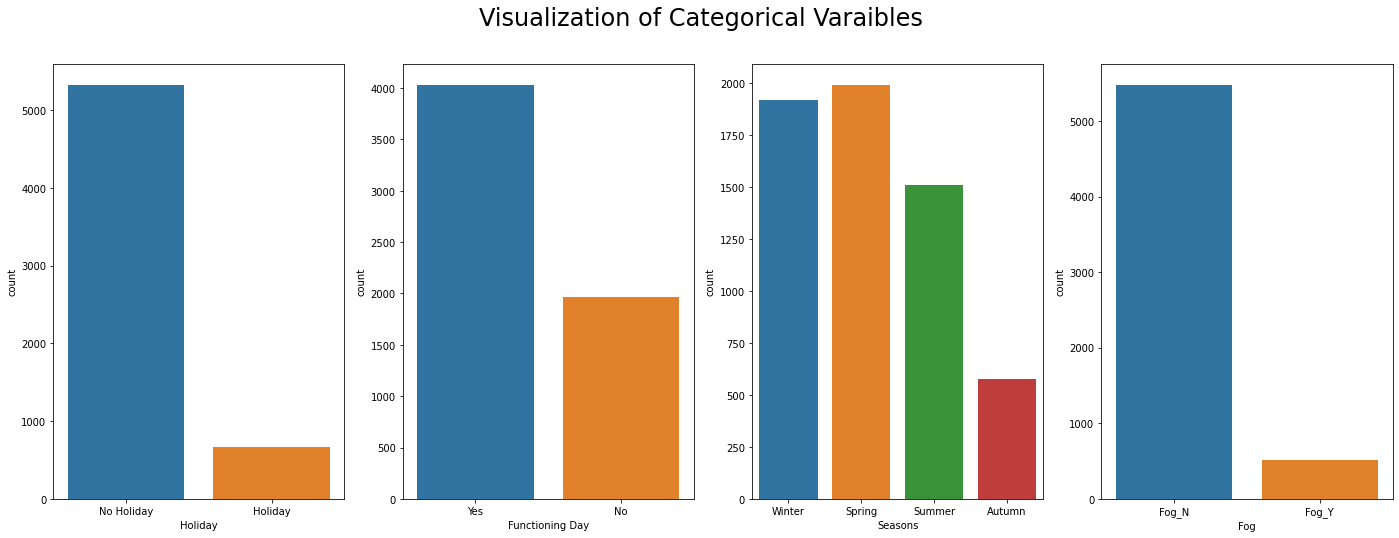 Visualization of Categorical Varaibles
5000
4000
3000
2000
1000
0
count
No Holiday Holiday
Holiday
4000
3500
3000
2500
2000
1500
1000
500
0
count
Yes No
Functioning Day
2000
1750
1500
1250
1000
750
500
250
0
count
Winter Spring Summer Autumn
Seasons
5000
4000
3000
2000
1000
0
count
Fog_N Fog_Y
Fog